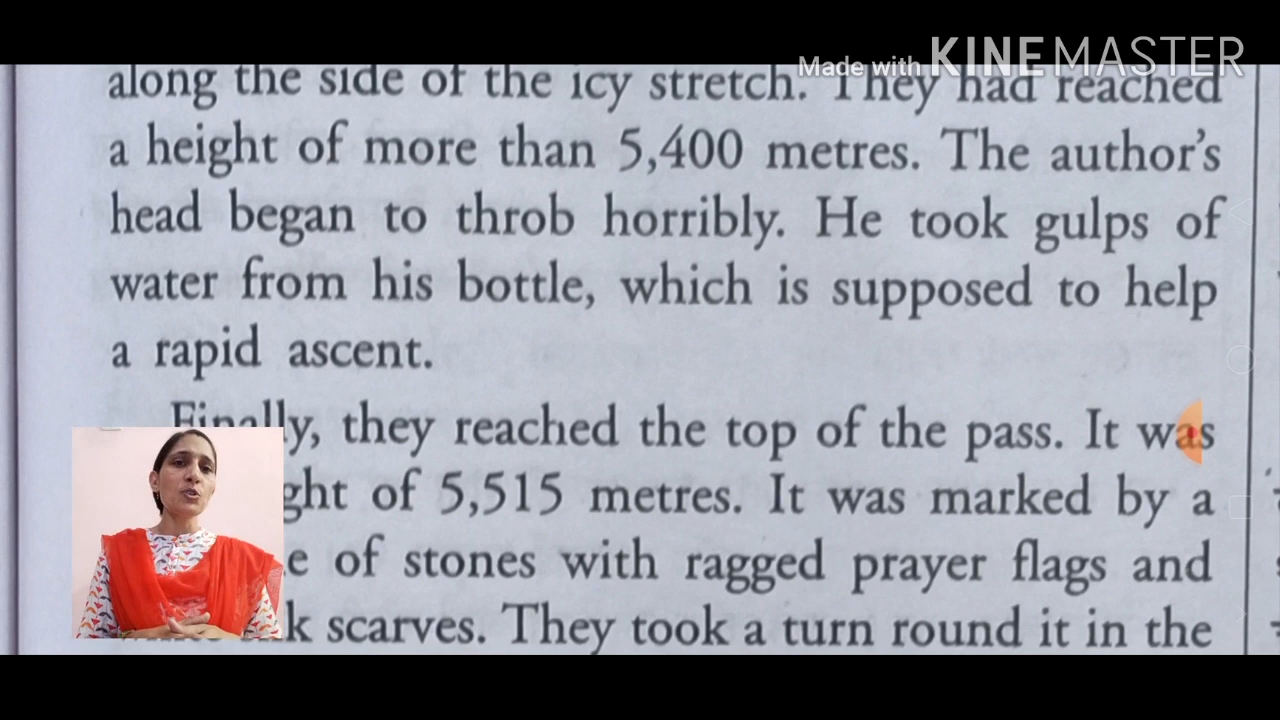 Made with KINEMASTER
along the side of the icy stretch. They had reached
a height of more than 5,400 metres. The author's
head began to throb horribly. He took gulps of
water from his bottle, which is supposed to help
a rapid ascent.
Finally, they reached the top of the pass. It was
of 5,515 metres. It was marked by a
of stones with ragged prayer flags and
scarves. They took a turn round it in the